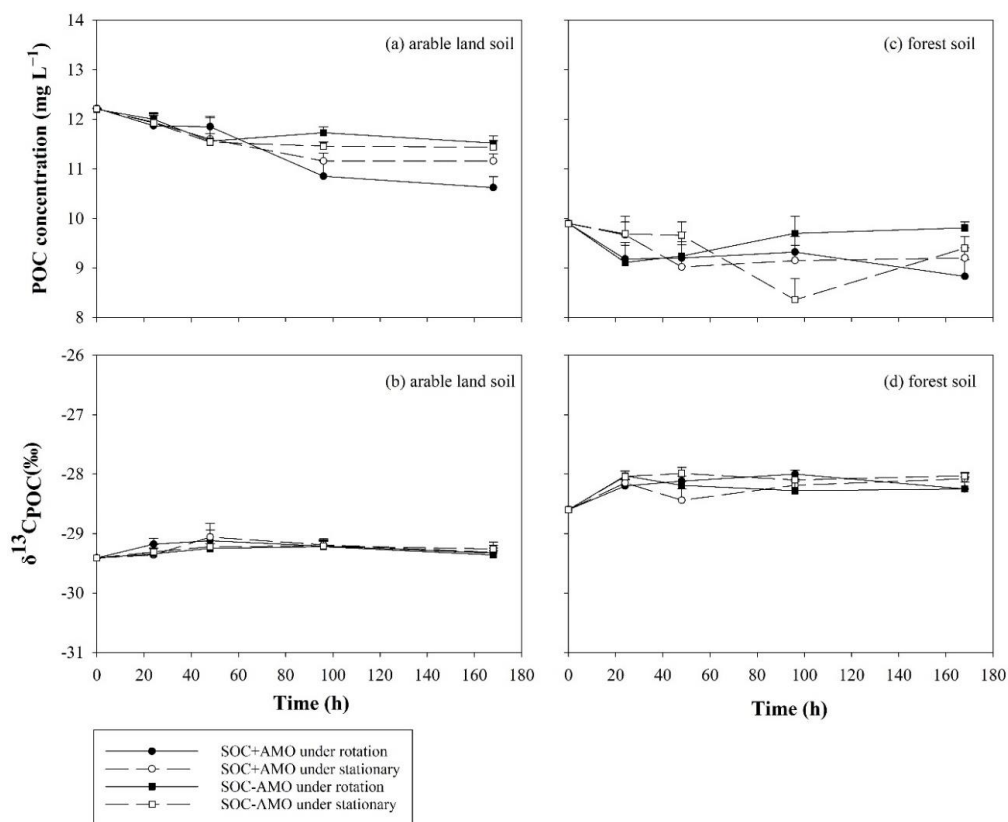 14
13
12
11
10
9
8
POC concentration (mg L⁻¹)
(a) arable land soil
(c) forest soil
-26
-27
-28
-29
-30
-31
δ¹³C_POC(‰)
(b) arable land soil
(d) forest soil
0 20 40 60 80 100 120 140 160 180
0 20 40 60 80 100 120 140 160 180
Time (h)
Time (h)
SOC+AMO under rotation
SOC+AMO under stationary
SOC-AMO under rotation
SOC-AMO under stationary